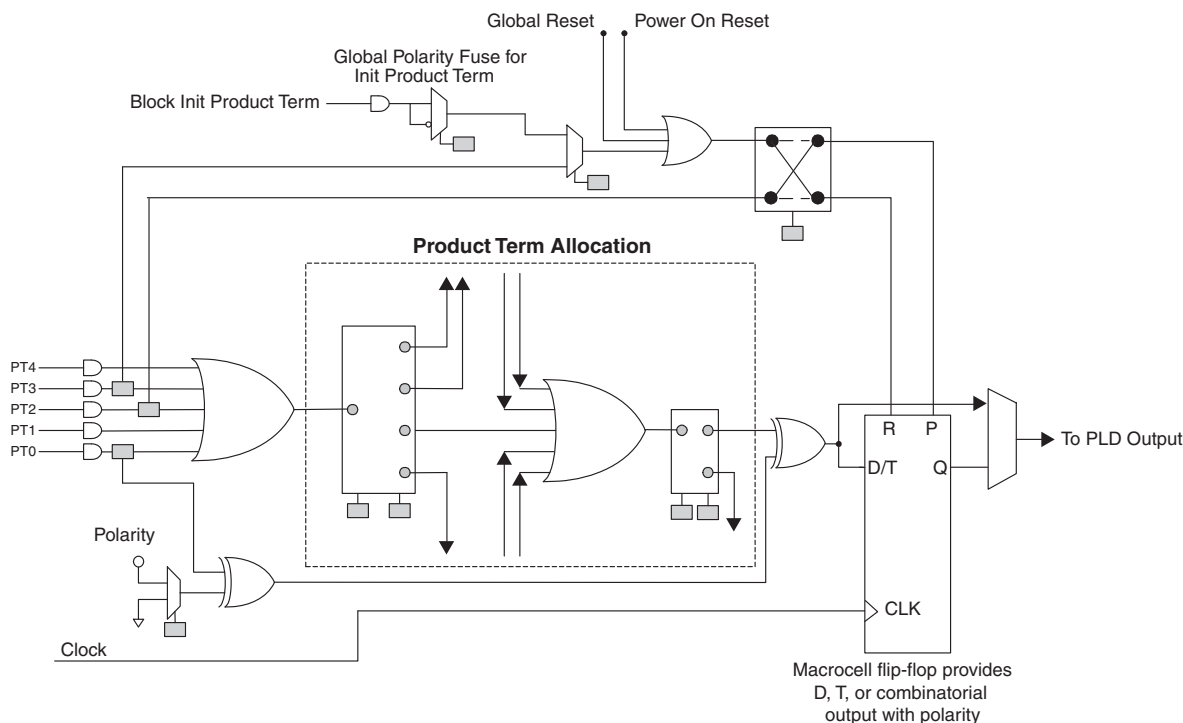 Global Reset
Power On Reset
Global Polarity Fuse for
Init Product Term
Block Init Product Term
Product Term Allocation
PT4
PT3
PT2
PT1
PT0
R
P
To PLD Output
D/T
Q
Polarity
CLK
Clock
Macrocell flip-flop provides
D, T, or combinatorial
output with polarity